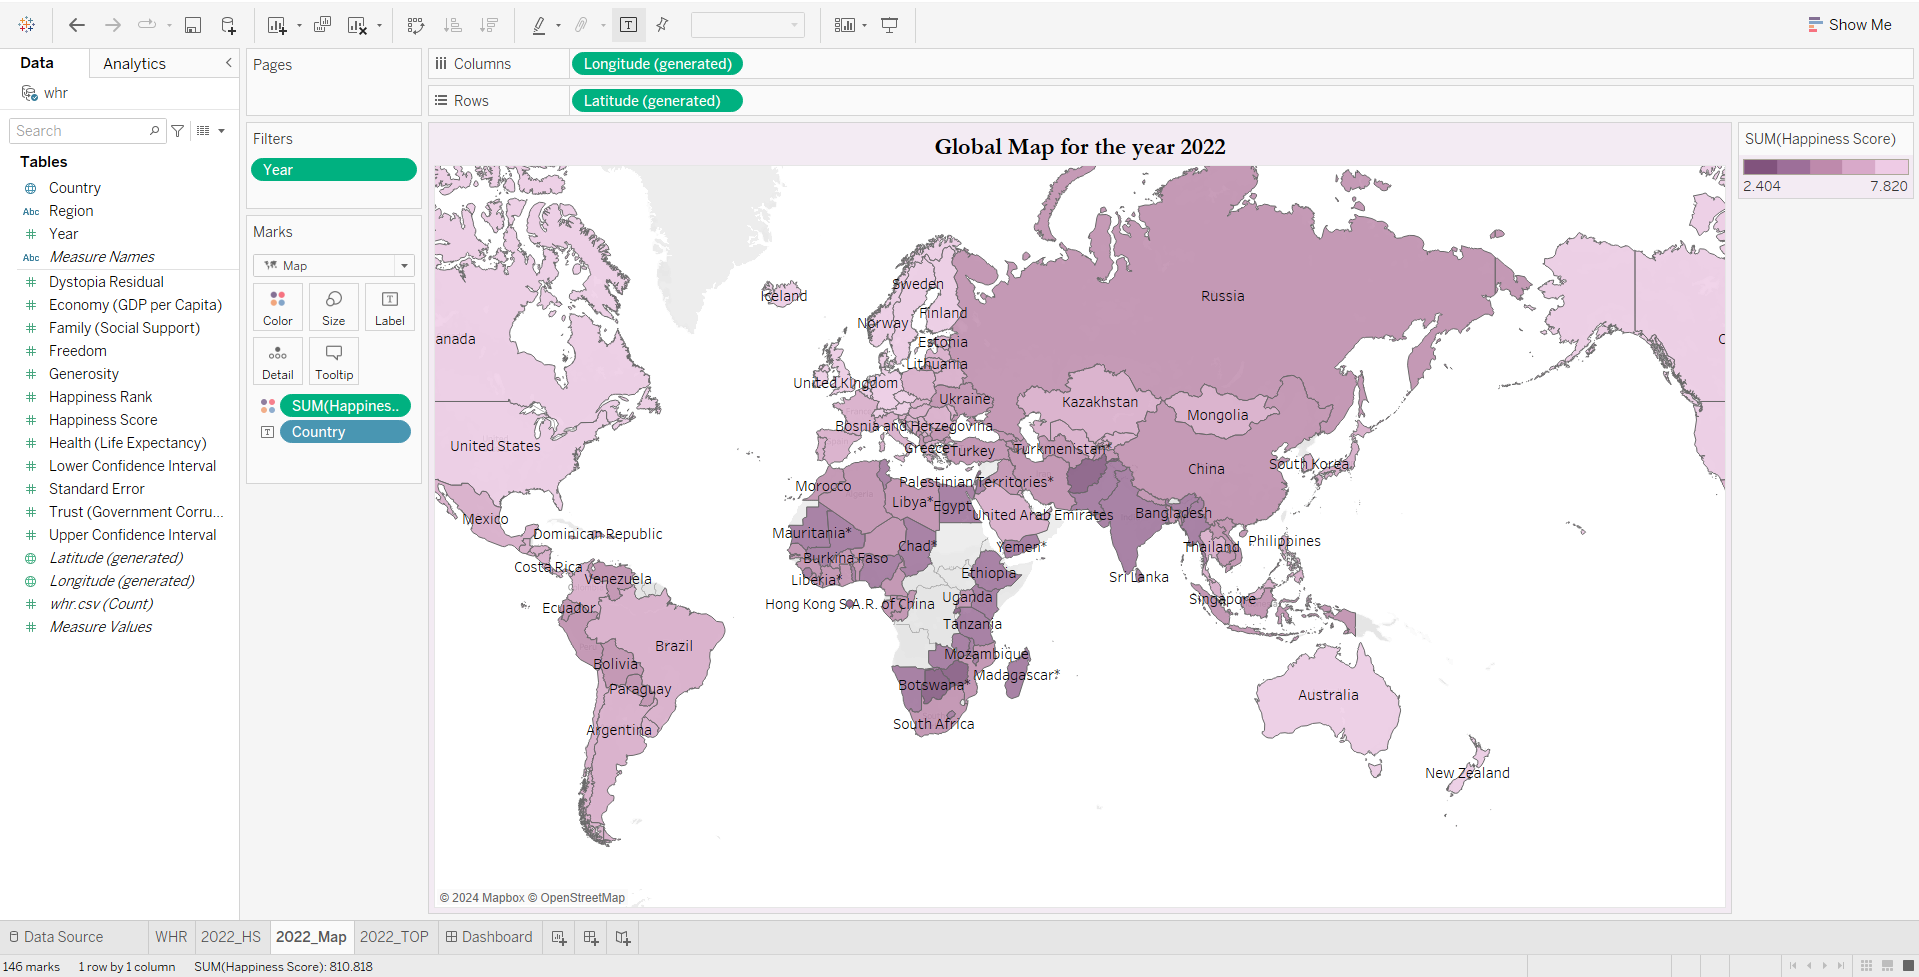 Show Me
Data
Analytics
Pages
Columns
Longitude (generated)
Rows
Latitude (generated)
whr
Search
Tables
Country
Abc Region
Year
Abc Measure Names
Dystopia Residual
Economy (GDP per Capita)
Family (Social Support)
Freedom
Generosity
Happiness Rank
Happiness Score
Health (Life Expectancy)
Lower Confidence Interval
Standard Error
Trust (Government Corru...
Upper Confidence Interval
Latitude (generated)
Longitude (generated)
whr.csv (Count)
Measure Values
Filters
Year
Marks
Map
Color
Size
Label
Detail
Tooltip
SUM(Happines..
Country
Global Map for the year 2022
SUM(Happiness Score)
2.404 7.820
Iceland
Sweden
Russia
Norway
Finland
anada
Estonia
C
Lithuania
United Kingdom
Ukraine
Kazakhstan
Mongolia
Bosnia and Herzegovina
United States
Greece
Turkey
Turkmenistan*
China
South Korea
Morocco
Palestinian Territories*
Libya*
Egypt
Mexico
United Arab Emirates
Bangladesh
Dominican Republic
Mauritania*
Chad*
Yemen*
Thailand
Philippines
Costa Rica
Burkina Faso
Venezuela
Liberia*
Ethiopia
Sri Lanka
Ecuador
Hong Kong S.A.R. of China
Uganda
Singapore
Tanzania
Brazil
Mozambique
Bolivia
Madagascar*
Paraguay
Botswana*
Australia
Argentina
South Africa
New Zealand
© 2024 Mapbox © OpenStreetMap
Data Source
WHR
2022_HS
2022_Map
2022_TOP
Dashboard
146 marks 1 row by 1 column SUM(Happiness Score): 810.818